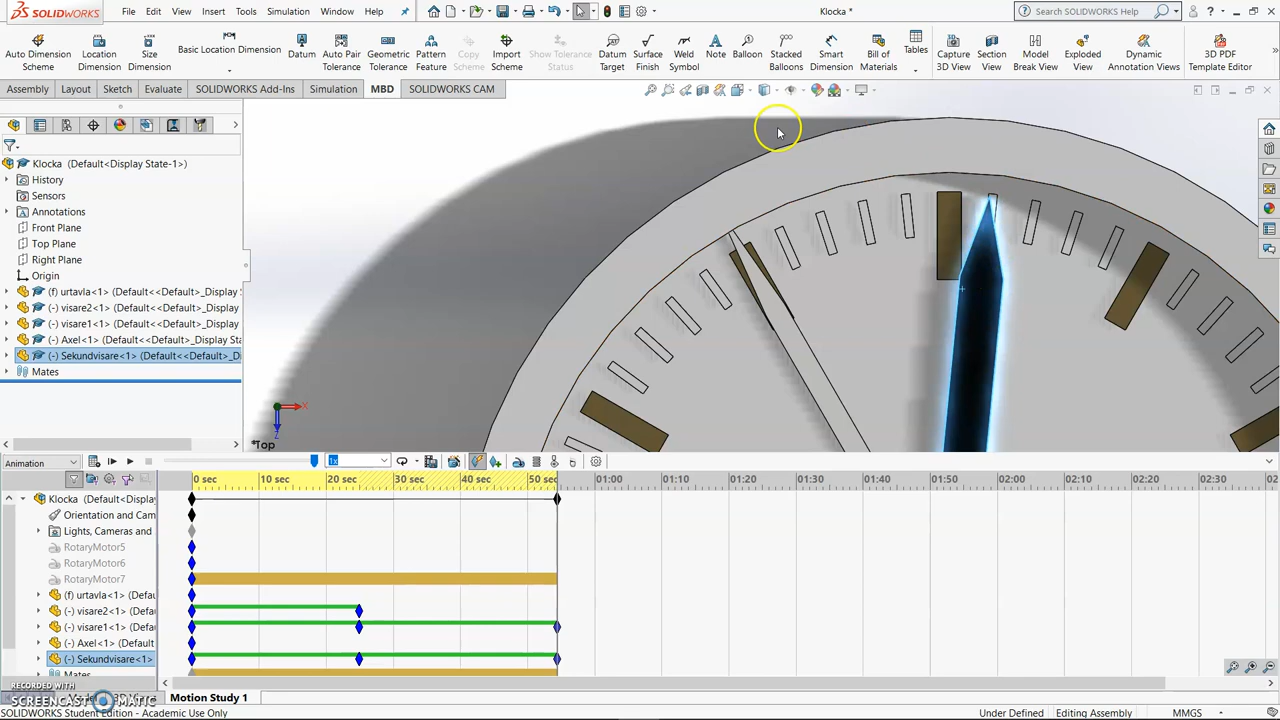 SOLIDWORKS
File Edit View Insert Tools Simulation Window Help
Klocka *
Search SOLIDWORKS Help
Auto Dimension Scheme
Location Dimension
Size Dimension
Basic Location Dimension
Datum
Auto Pair Tolerance
Geometric Tolerance
Pattern Feature
Copy Scheme
Import Scheme
Show Tolerance Status
Datum Target
Surface Finish
Weld Symbol
Note
Balloon
Stacked Balloons
Smart Dimension
Bill of Materials
Tables
Capture 3D View
Section View
Model Break View
Exploded View
Dynamic Annotation Views
3D PDF Template Editor
Assembly Layout Sketch Evaluate SOLIDWORKS Add-Ins Simulation MBD SOLIDWORKS CAM
Klocka (Default<Display State-1>)
History
Sensors
Annotations
Front Plane
Top Plane
Right Plane
Origin
(f) urtavla<1> (Default<<Default>_Display S
(-) visare2<1> (Default<<Default>_Display
(-) visare1<1> (Default<<Default>_Display
(-) Axel<1> (Default<<Default>_Display Sta
(-) Sekundvisare<1> (Default<<Default>_D
Mates
X
Z
*Top
Animation
1x
0 sec 10 sec 20 sec 30 sec 40 sec 50 sec 01:00 01:10 01:20 01:30 01:40 01:50 02:00 02:10 02:20 02:30 02
Klocka (Default<Displa
Orientation and Cam
Lights, Cameras and
RotaryMotor5
RotaryMotor6
RotaryMotor7
(f) urtavla<1> (Defau
(-) visare2<1> (Defau
(-) visare1<1> (Defau
(-) Axel<1> (Default
(-) Sekundvisare<1>
Mates
RECORDED WITH
SCREENCAST MATIC
Motion Study 1
SOLIDWORKS Student Edition - Academic Use Only
Under Defined Editing Assembly MMGS